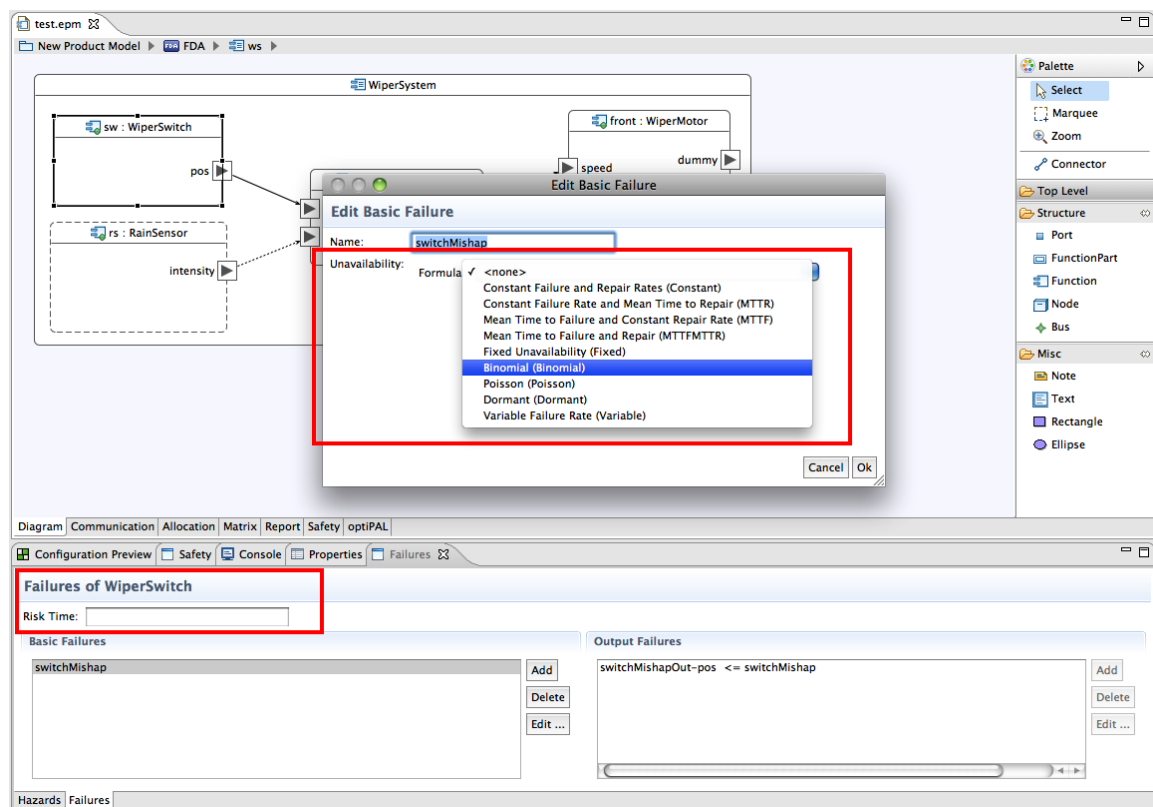 test.epm
New Product Model FDA FDA ws
WiperSystem
sw : WiperSwitch
pos
rs : RainSensor
intensity
front : WiperMotor
speed
dummy
Edit Basic Failure
Edit Basic Failure
Name: switchMishap
Unavailability:
Formula ✓ <none>
Constant Failure and Repair Rates (Constant)
Constant Failure Rate and Mean Time to Repair (MTTR)
Mean Time to Failure and Constant Repair Rate (MTTF)
Mean Time to Failure and Repair (MTTFMTTR)
Fixed Unavailability (Fixed)
Binomial (Binomial)
Poisson (Poisson)
Dormant (Dormant)
Variable Failure Rate (Variable)
Cancel Ok
Palette
Select
Marquee
Zoom
Connector
Top Level
Structure
Port
FunctionPart
Function
Node
Bus
Misc
Note
Text
Rectangle
Ellipse
Diagram Communication Allocation Matrix Report Safety optiPAL
Configuration Preview Safety Console Properties Failures
Failures of WiperSwitch
Risk Time:
Basic Failures
switchMishap
Add
Delete
Edit ...
Output Failures
switchMishapOut-pos <= switchMishap
Add
Delete
Edit ...
Hazards Failures